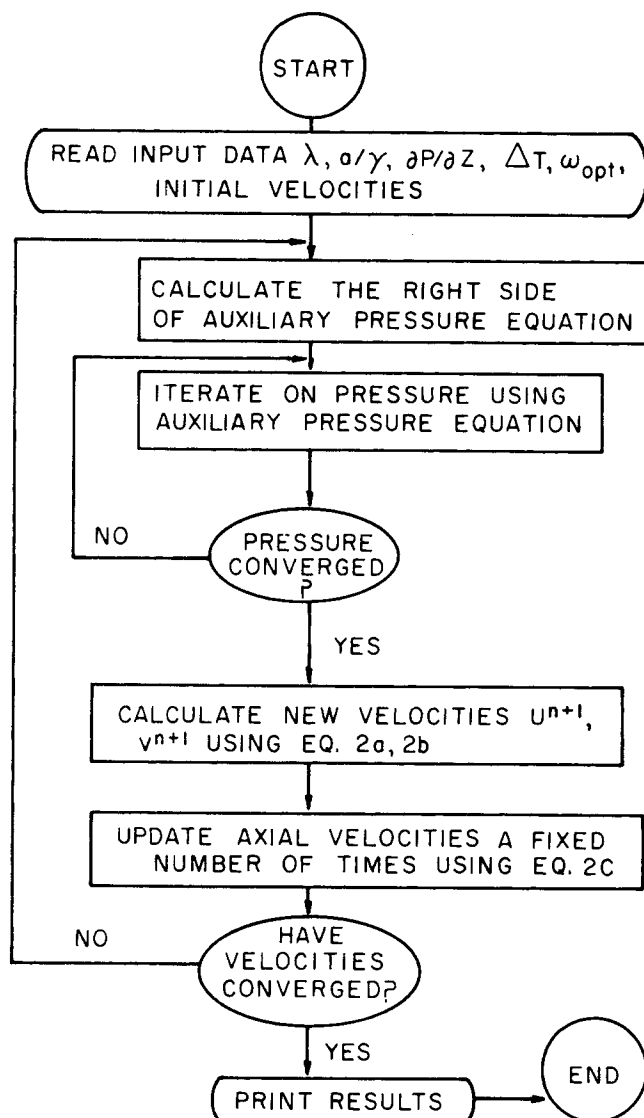 START
READ INPUT DATA λ, a/γ, ∂P/∂Z, ΔT, ω_opt,
INITIAL VELOCITIES
CALCULATE THE RIGHT SIDE
OF AUXILIARY PRESSURE EQUATION
ITERATE ON PRESSURE USING
AUXILIARY PRESSURE EQUATION
NO
PRESSURE
CONVERGED
?
YES
CALCULATE NEW VELOCITIES Uⁿ⁺¹,
Vⁿ⁺¹ USING EQ. 2a, 2b
UPDATE AXIAL VELOCITIES A FIXED
NUMBER OF TIMES USING EQ. 2C
NO
HAVE
VELOCITIES
CONVERGED?
YES
PRINT RESULTS
END